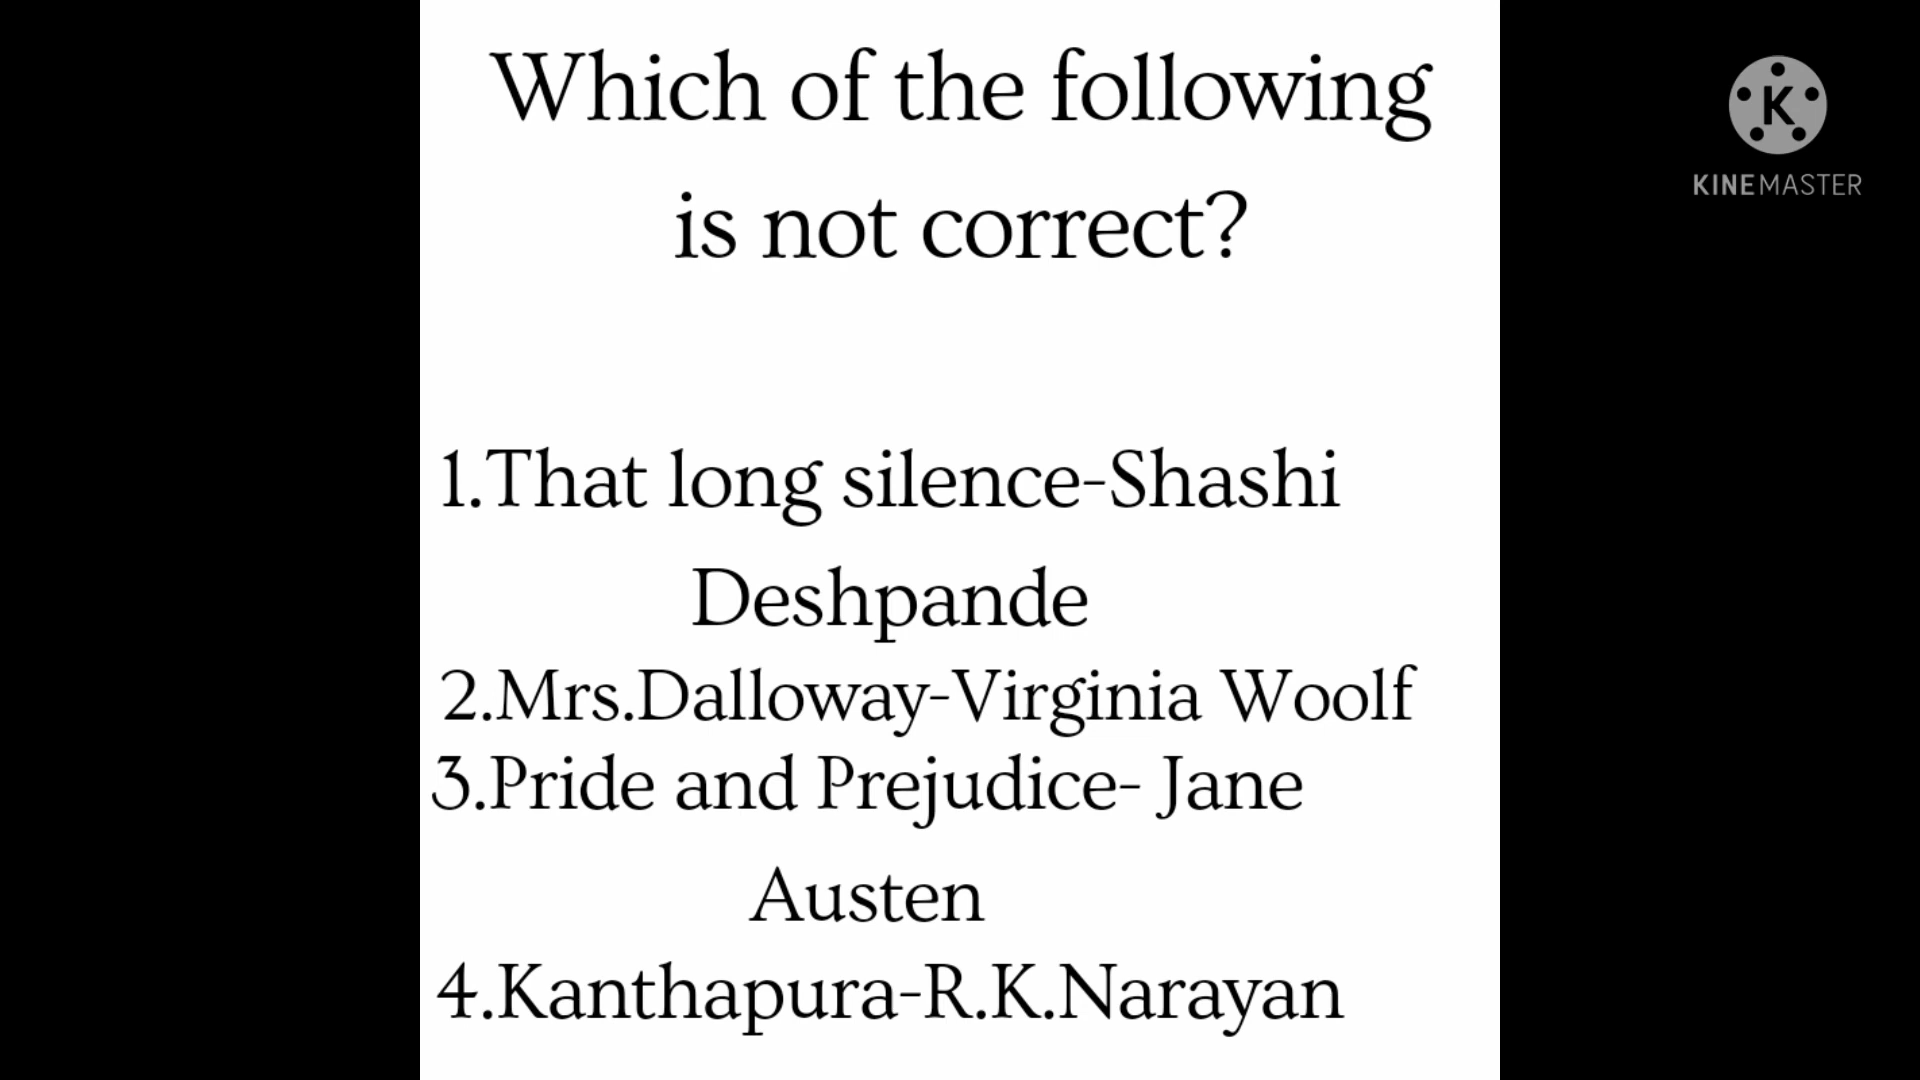 Which of the following
is not correct?
1.That long silence-Shashi
Deshpande
2.Mrs.Dalloway-Virginia Woolf
3.Pride and Prejudice- Jane
Austen
4.Kanthapura-R.K.Narayan
K
KINEMASTER